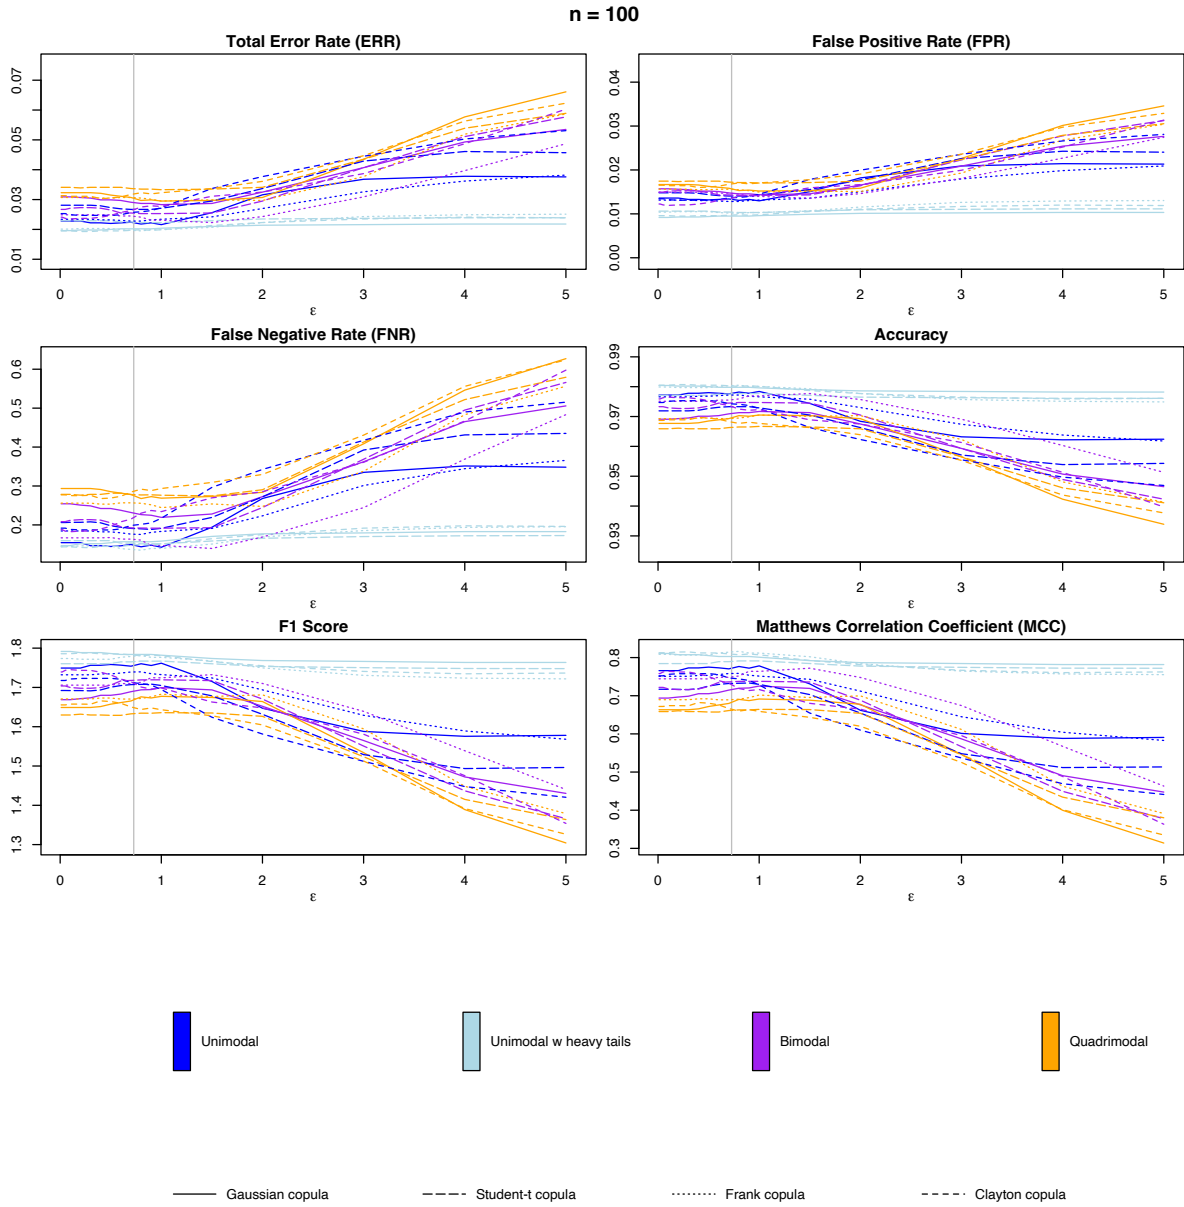 n = 100
Total Error Rate (ERR)
0.07
0.05
0.03
0.01
0 1 2 3 4 5
ε
False Positive Rate (FPR)
0.04
0.03
0.02
0.01
0.00
0 1 2 3 4 5
ε
False Negative Rate (FNR)
0.6
0.5
0.4
0.3
0.2
0 1 2 3 4 5
ε
Accuracy
0.99
0.97
0.95
0.93
0 1 2 3 4 5
ε
F1 Score
1.8
1.7
1.6
1.5
1.4
1.3
0 1 2 3 4 5
ε
Matthews Correlation Coefficient (MCC)
0.8
0.7
0.6
0.5
0.4
0.3
0 1 2 3 4 5
ε
Unimodal
Unimodal w heavy tails
Bimodal
Quadrimodal
Gaussian copula
Student-t copula
Frank copula
Clayton copula